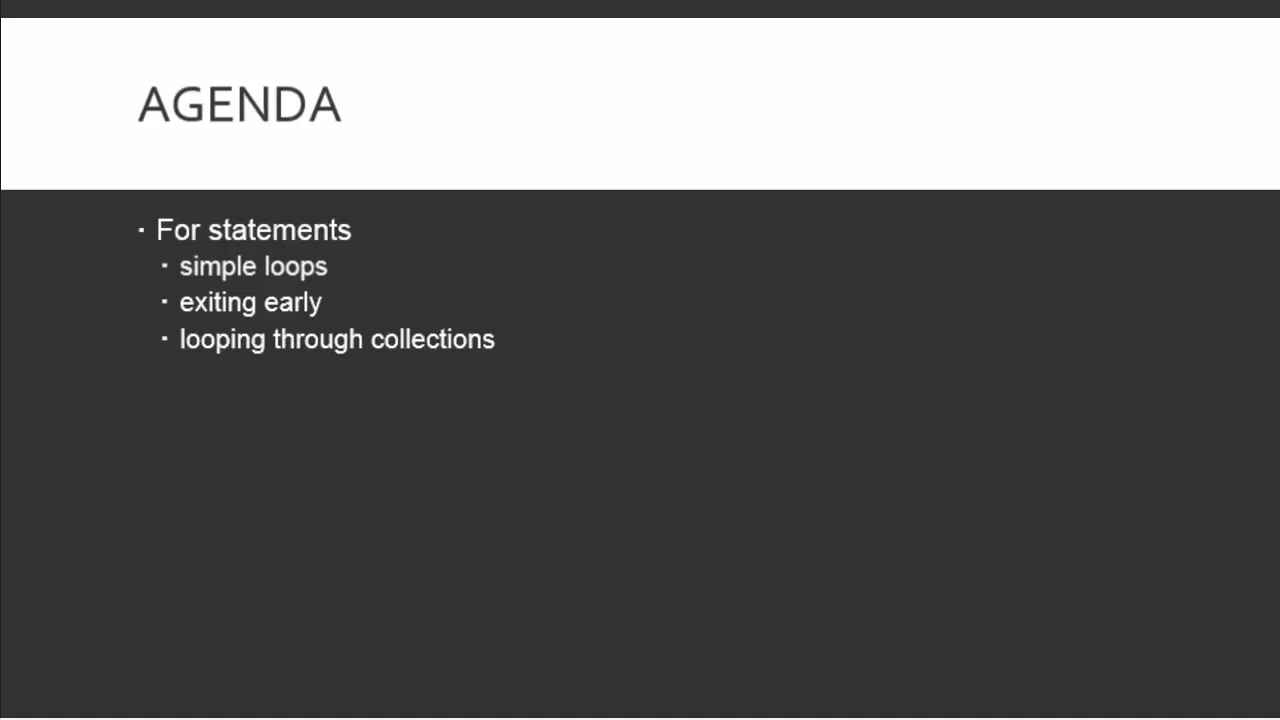 AGENDA
▪ For statements
▪ simple loops
▪ exiting early
▪ looping through collections